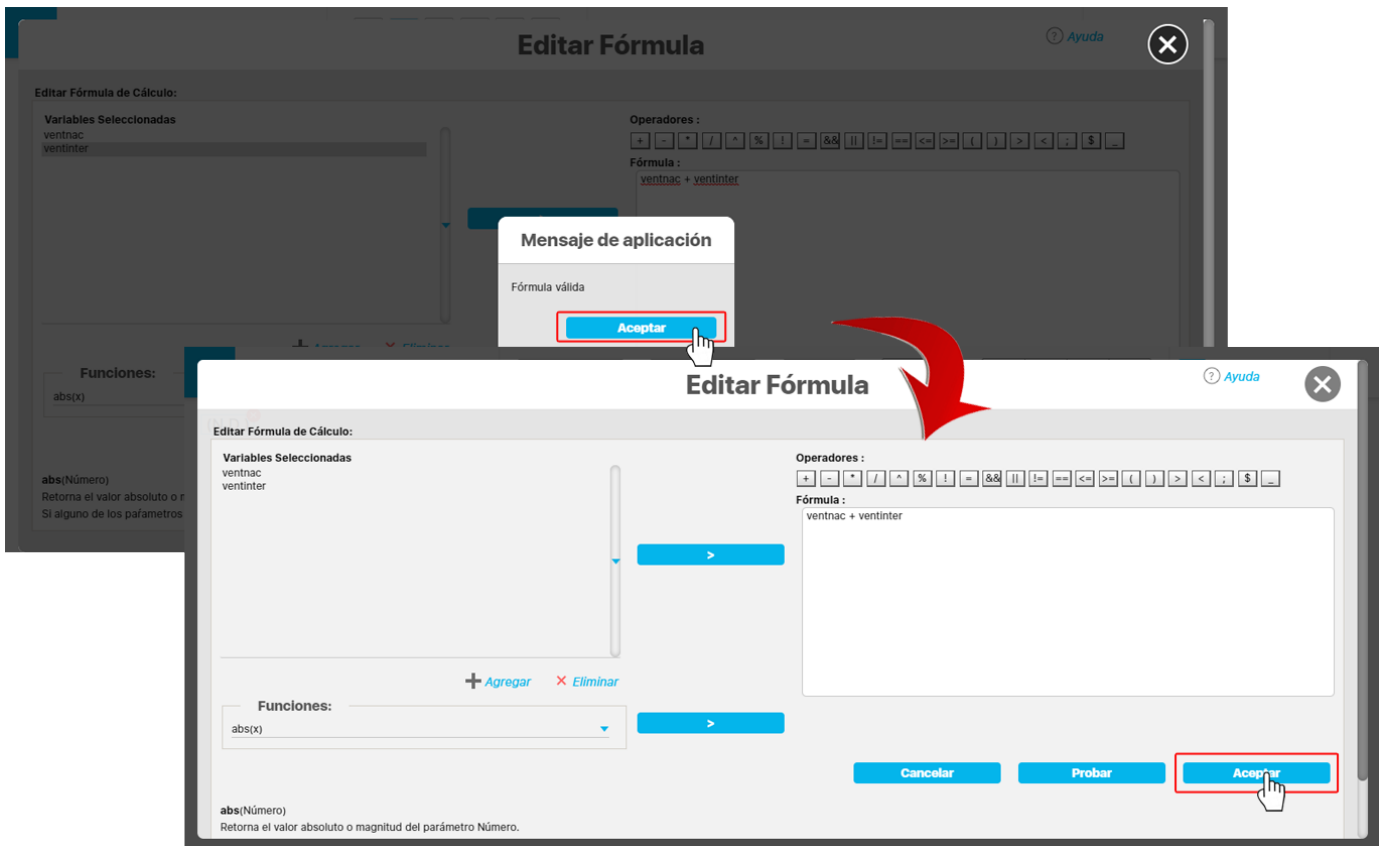 Editar Fórmula
? Ayuda
Editar Fórmula de Cálculo:
Variables Seleccionadas
ventnac
ventinter
Operadores :
+ - * / ^ % ! = && || != == <= >= ( ) > < ; $ _
Fórmula :
ventnac + ventinter
Mensaje de aplicación
Fórmula válida
Aceptar
Agregar Eliminar
Funciones:
abs(x)
abs(Número)
Retorna el valor absoluto o
Si alguno de los parámetros
Editar Fórmula
? Ayuda
Editar Fórmula de Cálculo:
Variables Seleccionadas
ventnac
ventinter
Operadores :
+ - * / ^ % ! = && || != == <= >= ( ) > < ; $ _
Fórmula :
ventnac + ventinter
>
Agregar Eliminar
Funciones:
abs(x)
>
Cancelar Probar Aceptar
abs(Número)
Retorna el valor absoluto o magnitud del parámetro Número.